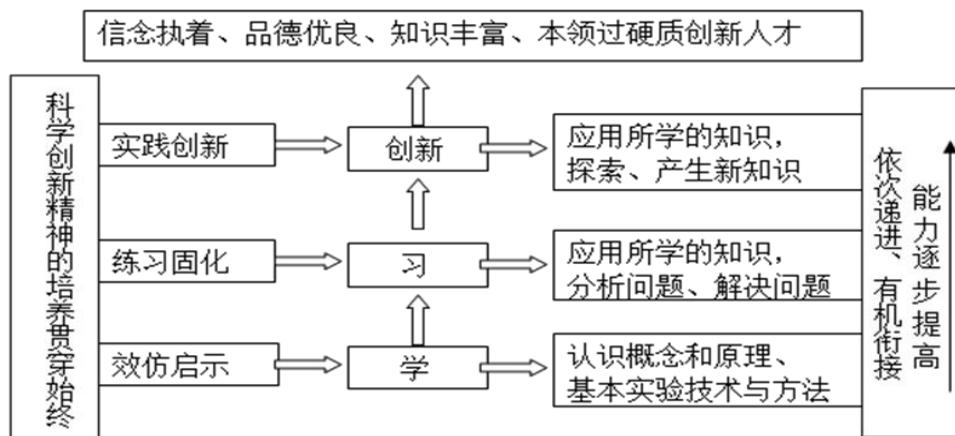 信念执着、品德优良、知识丰富、本领过硬质创新人才
科学创新精神的培养贯穿始终
实践创新
创新
应用所学的知识，
探索、产生新知识
练习固化
习
应用所学的知识，
分析问题、解决问题
效仿启示
学
认识概念和原理、
基本实验技术与方法
依次递进、有机衔接
能力逐步提高